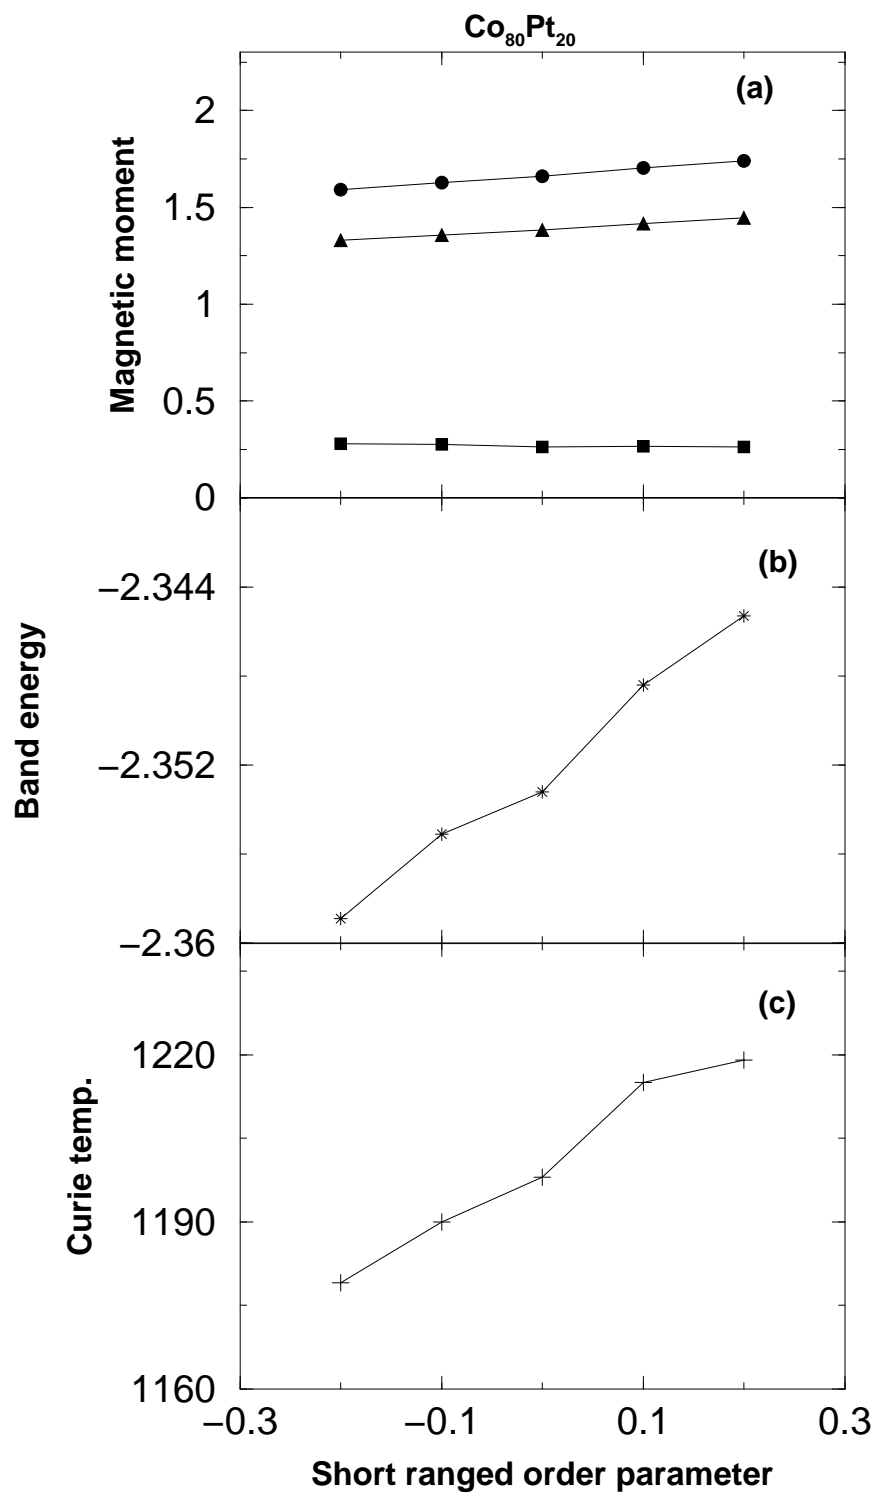 Co80Pt20
(a)
2
1.5
1
0.5
0
Magnetic moment
(b)
−2.344
−2.352
−2.36
Band energy
(c)
1220
1190
1160
Curie temp.
−0.3 −0.1 0.1 0.3
Short ranged order parameter